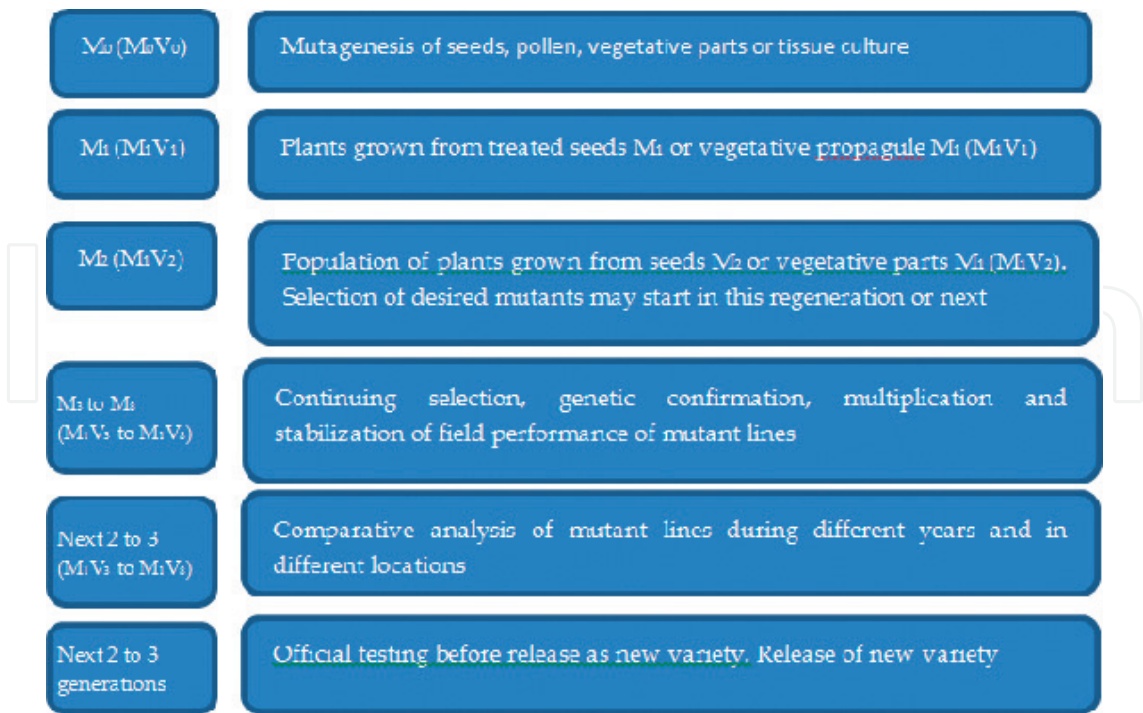 M₀ (M₀V₀)
Mutagenesis of seeds, pollen, vegetative parts or tissue culture
M₁ (M₁V₁)
Plants grown from treated seeds M₁ or vegetative propagule M₁ (M₁V₁)
M₂ (M₁V₂)
Population of plants grown from seeds M₂ or vegetative parts M₁ (M₁V₂).
Selection of desired mutants may start in this regeneration or next
M₃ to M₈
(M₁V₃ to M₁V₈)
Continuing selection, genetic confirmation, multiplication and
stabilization of field performance of mutant lines
Next 2 to 3
(M₁V₃ to M₁V₈)
Comparative analysis of mutant lines during different years and in
different locations
Next 2 to 3
generations
Official testing before release as new variety. Release of new variety